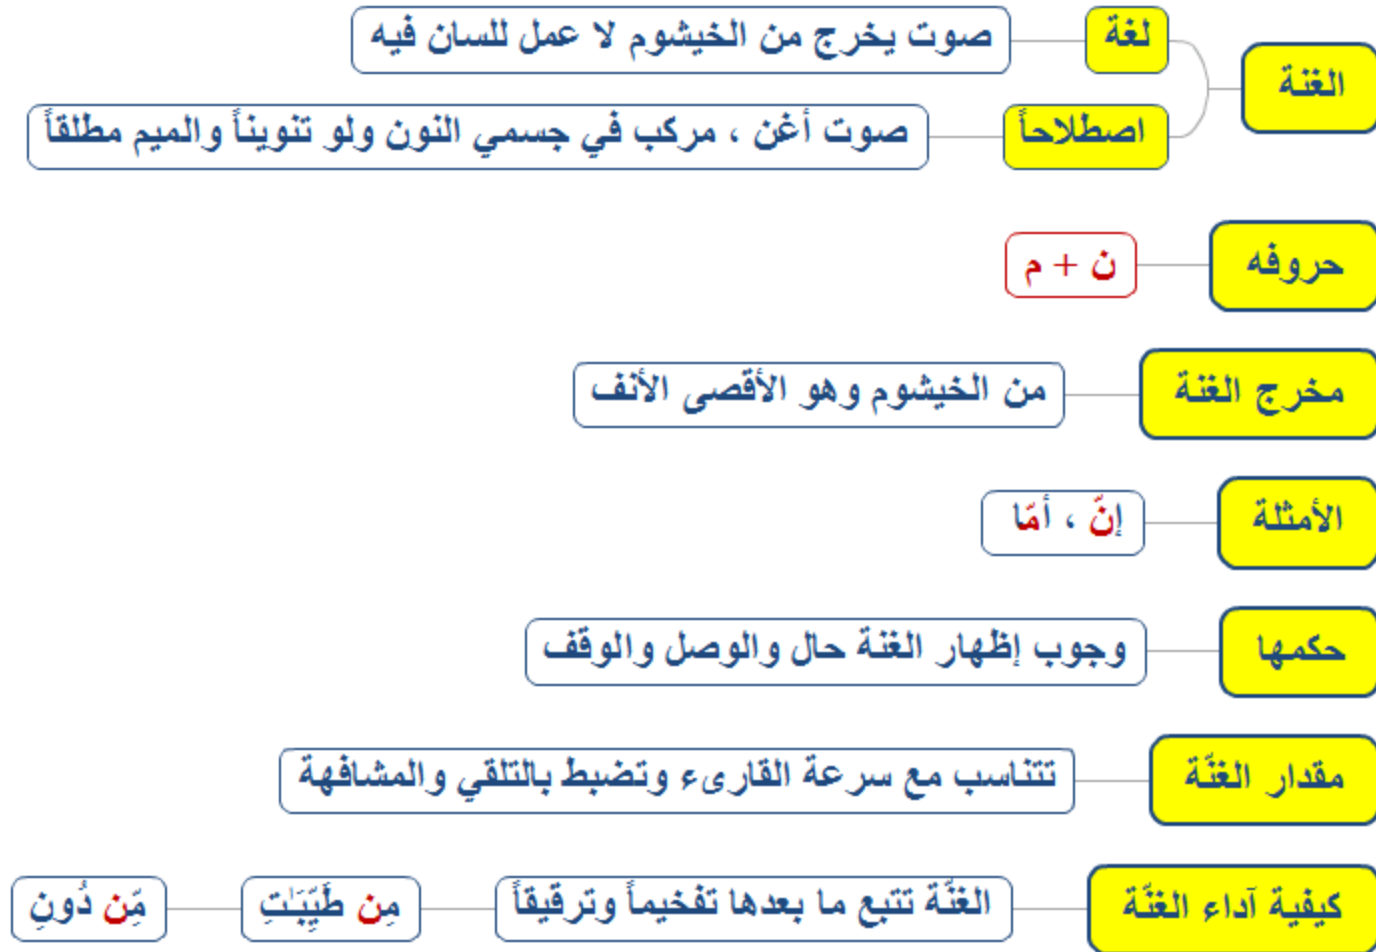 الغنة
لغة
صوت يخرج من الخيشوم لا عمل للسان فيه
اصطلاحاً
صوت أغن ، مركب في جسمي النون ولو تنويناً والميم مطلقاً
حروفه
ن + م
مخرج الغنة
من الخيشوم وهو الأقصى الأنف
الأمثلة
إنّ ، أمّا
حكمها
وجوب إظهار الغنة حال والوصل والوقف
مقدار الغنّة
تتناسب مع سرعة القارىء وتضبط بالتلقي والمشافهة
كيفية آداء الغنّة
الغنّة تتبع ما بعدها تفخيماً وترقيقاً
مِن طَيِّبَـٰتِ
مِّن دُونِ